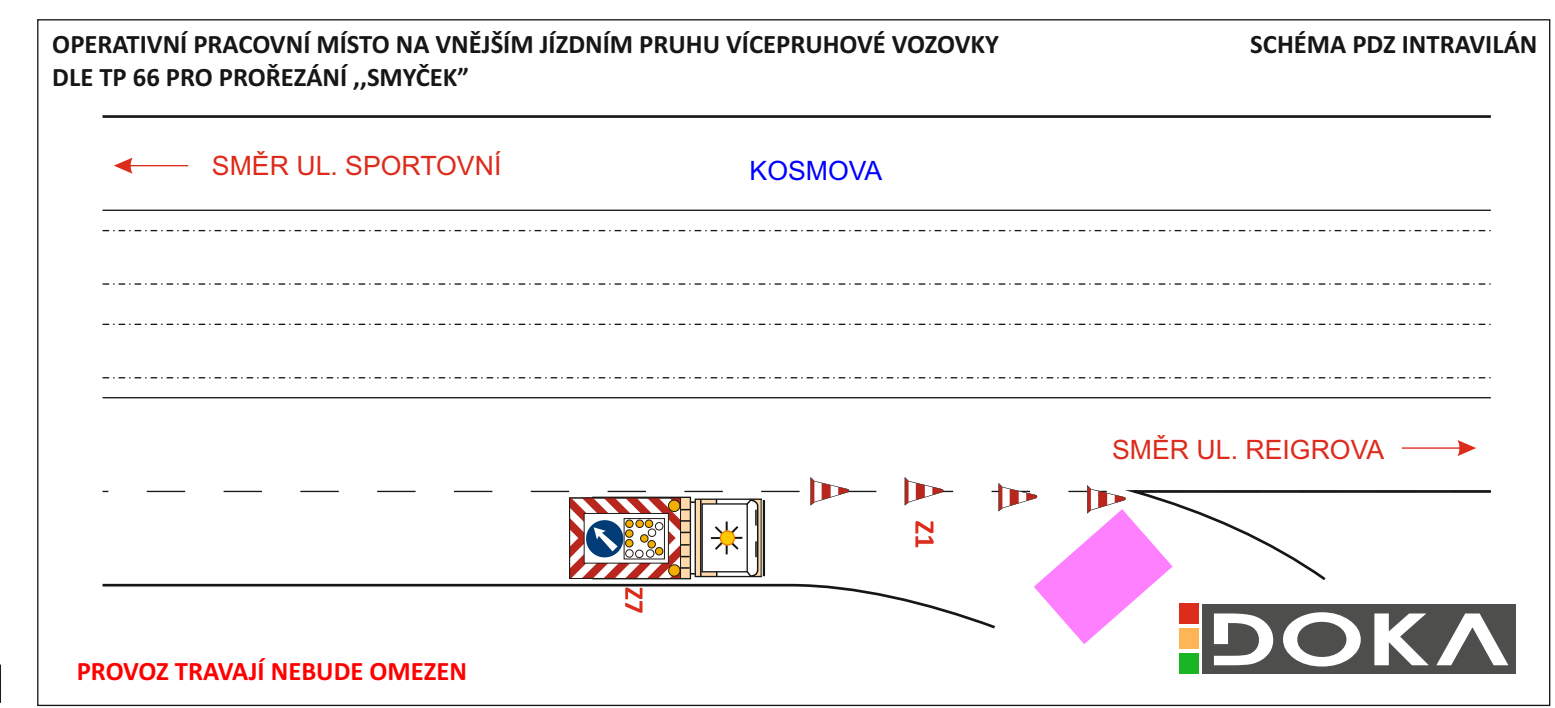 OPERATIVNÍ PRACOVNÍ MÍSTO NA VNĚJŠÍM JÍZDNÍM PRUHU VÍCEPRUHOVÉ VOZOVKY
SCHÉMA PDZ INTRAVILÁN
DLE TP 66 PRO PROŘEZÁNÍ ,,SMYČEK”
SMĚR UL. SPORTOVNÍ
KOSMOVA
SMĚR UL. REIGROVA
Z1
Z7
DOKA
PROVOZ TRAVAJÍ NEBUDE OMEZEN